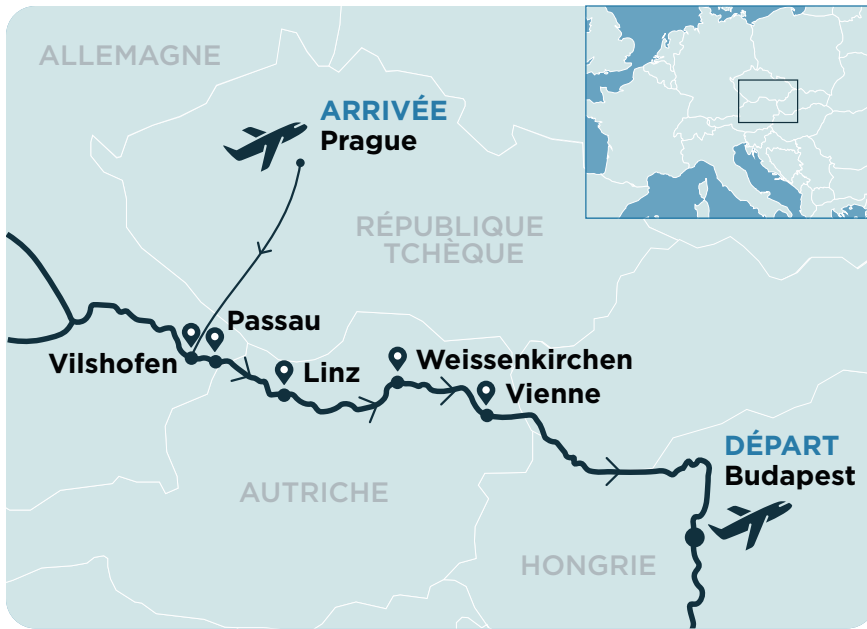 ALLEMAGNE
ARRIVÉE
Prague
RÉPUBLIQUE
TCHÈQUE
Passau
Vilshofen
Linz
Weissenkirchen
Vienne
DÉPART
Budapest
AUTRICHE
HONGRIE